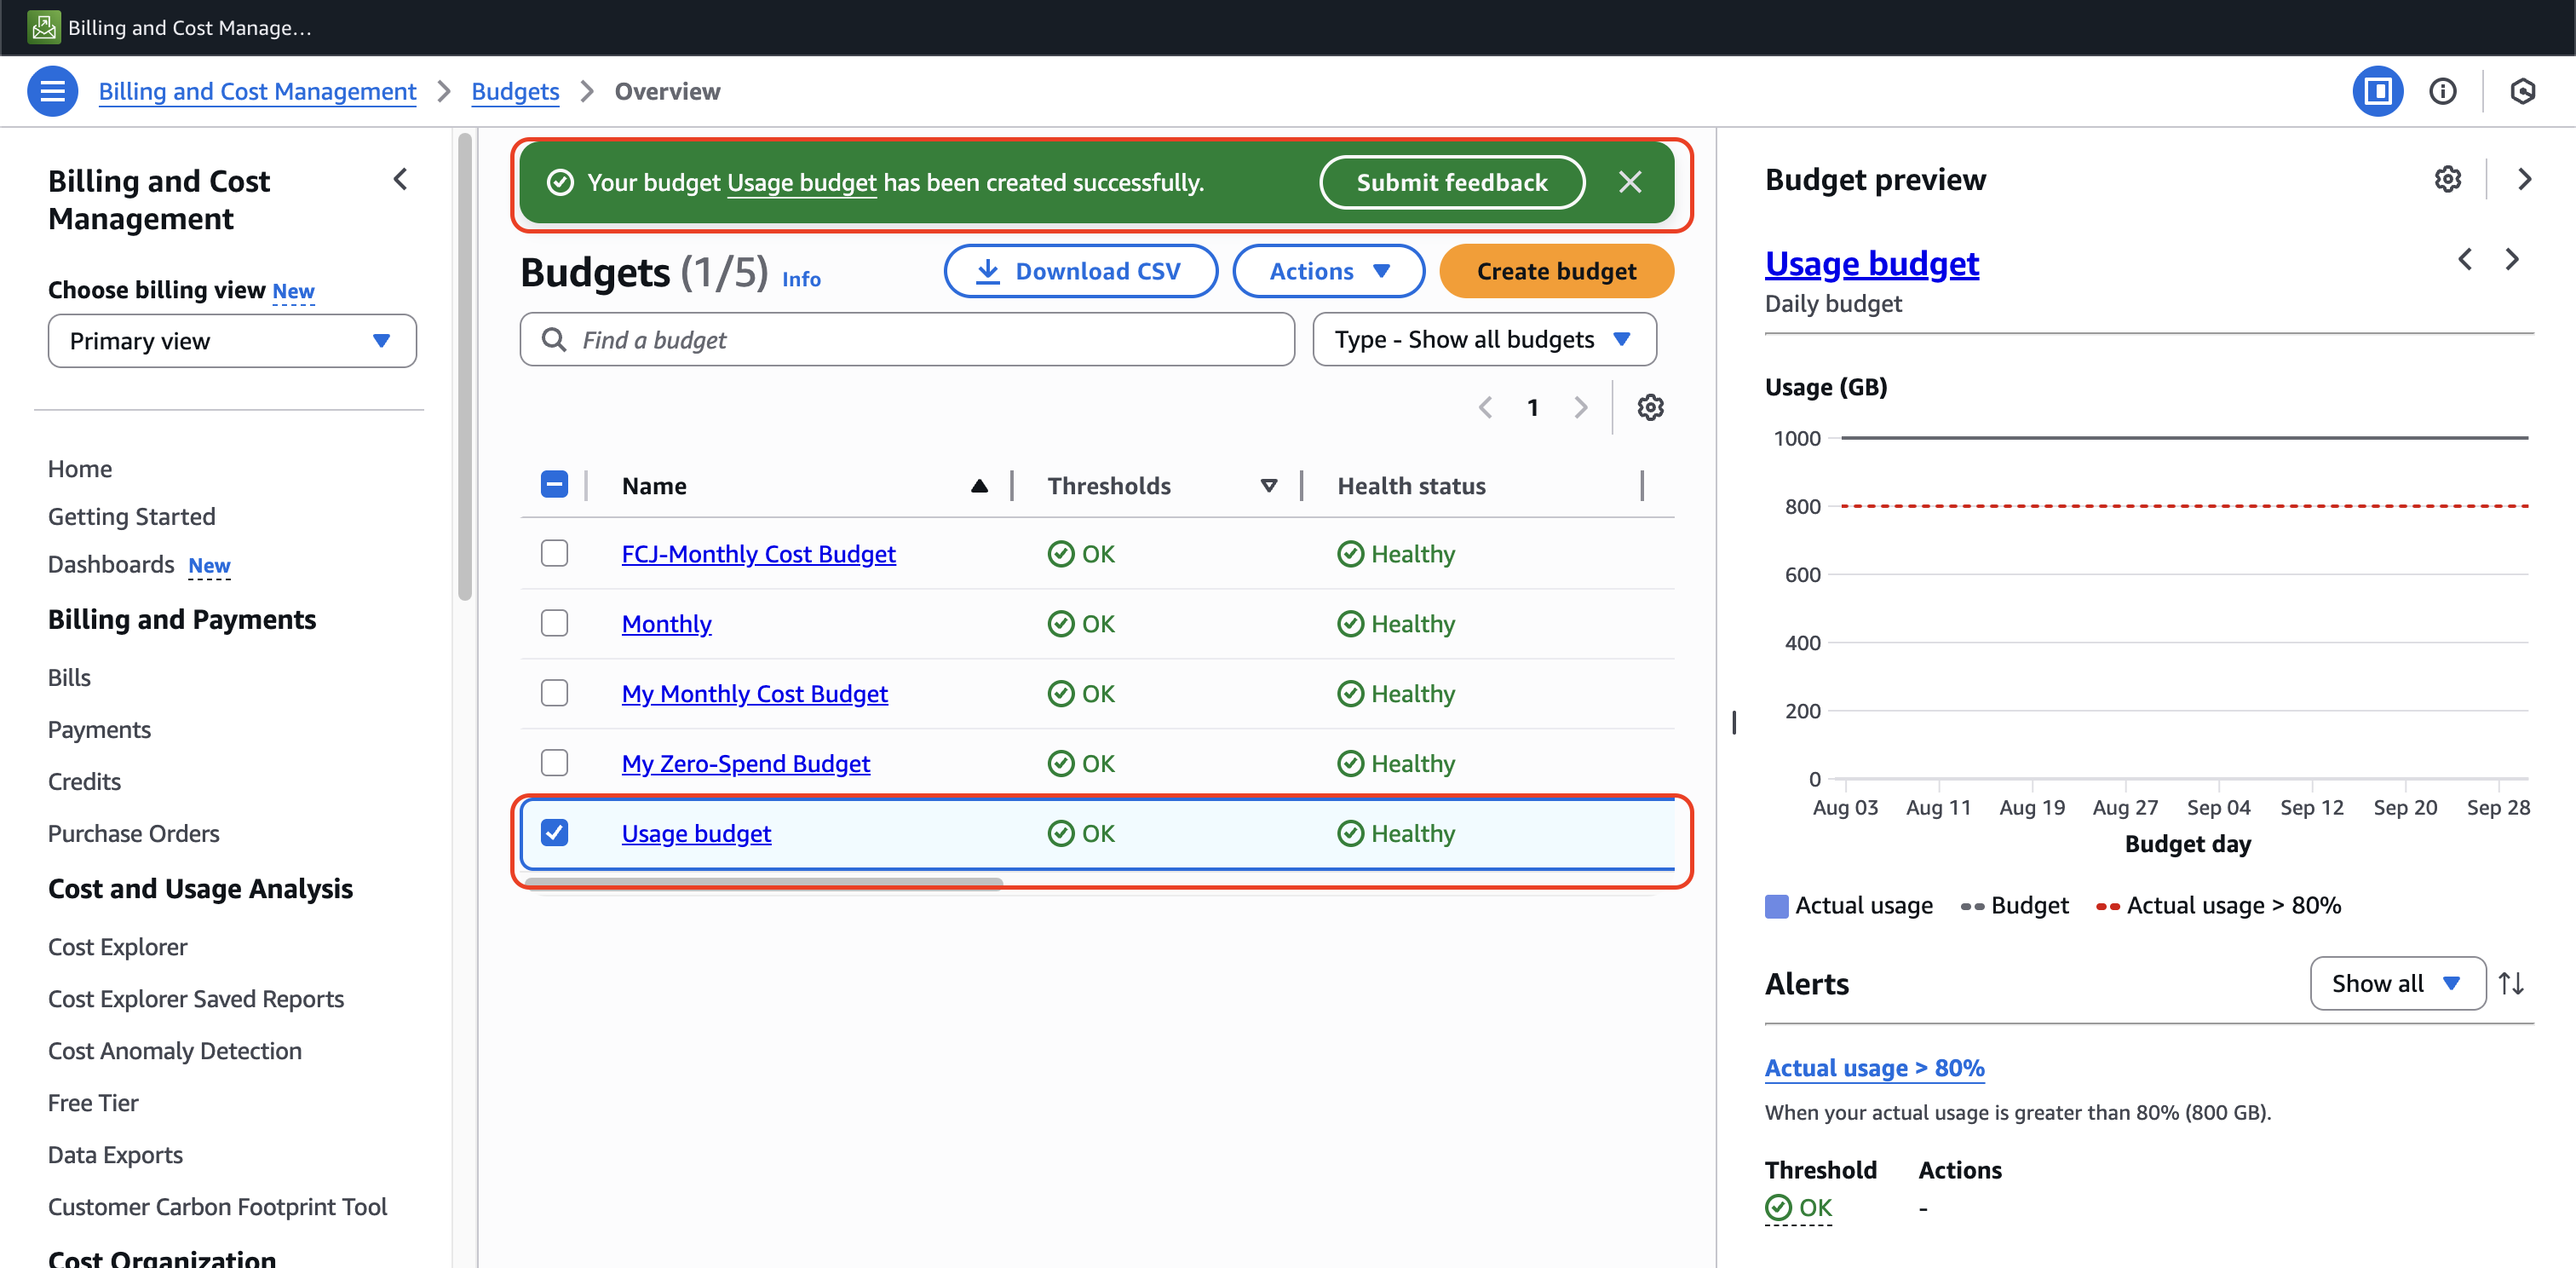 Billing and Cost Manage...
Billing and Cost Management
Budgets
Overview
Billing and Cost
Management
Choose billing view New
Primary view
Home
Getting Started
Dashboards New
Billing and Payments
Bills
Payments
Credits
Purchase Orders
Cost and Usage Analysis
Cost Explorer
Cost Explorer Saved Reports
Cost Anomaly Detection
Free Tier
Data Exports
Customer Carbon Footprint Tool
Cost Organization
Your budget Usage budget has been created successfully.
Submit feedback
Budgets (1/5) Info
Download CSV
Actions
Create budget
Find a budget
Type - Show all budgets
1
Name Thresholds Health status
FCJ-Monthly Cost Budget OK Healthy
Monthly OK Healthy
My Monthly Cost Budget OK Healthy
My Zero-Spend Budget OK Healthy
Usage budget OK Healthy
Budget preview
Usage budget
Daily budget
Usage (GB)
1000
800
600
400
200
0
Aug 03 Aug 11 Aug 19 Aug 27 Sep 04 Sep 12 Sep 20 Sep 28
Budget day
Actual usage Budget Actual usage > 80%
Alerts
Show all
Actual usage > 80%
When your actual usage is greater than 80% (800 GB).
Threshold Actions
OK -